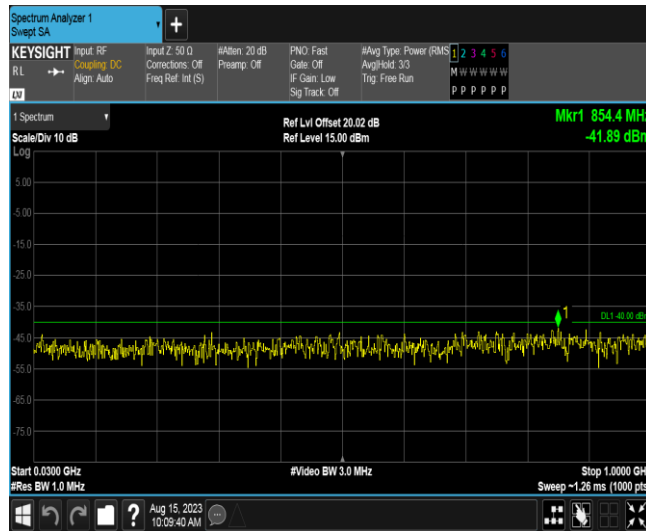 Spectrum Analyzer 1
Swept SA
KEYSIGHT
RL
LXI
Input: RF
Coupling: DC
Align: Auto
Input Z: 50 Ω
Corrections: Off
Freq Ref: Int (S)
#Atten: 20 dB
Preamp: Off
PNO: Fast
Gate: Off
IF Gain: Low
Sig Track: Off
#Avg Type: Power (RMS
Avg|Hold: 3/3
Trig: Free Run
1 2 3 4 5 6
M W W W W W
P P P P P P
1 Spectrum
Scale/Div 10 dB
Ref Lvl Offset 20.02 dB
Ref Level 15.00 dBm
Mkr1 854.4 MHz
-41.89 dBm
Log
5.00
-5.00
-15.0
-25.0
-35.0
1
DL1 -40.00 dBm
-45.0
-55.0
-65.0
-75.0
Start 0.0300 GHz
#Res BW 1.0 MHz
#Video BW 3.0 MHz
Stop 1.0000 GH
Sweep ~1.26 ms (1000 pts
?
Aug 15, 2023
10:09:40 AM